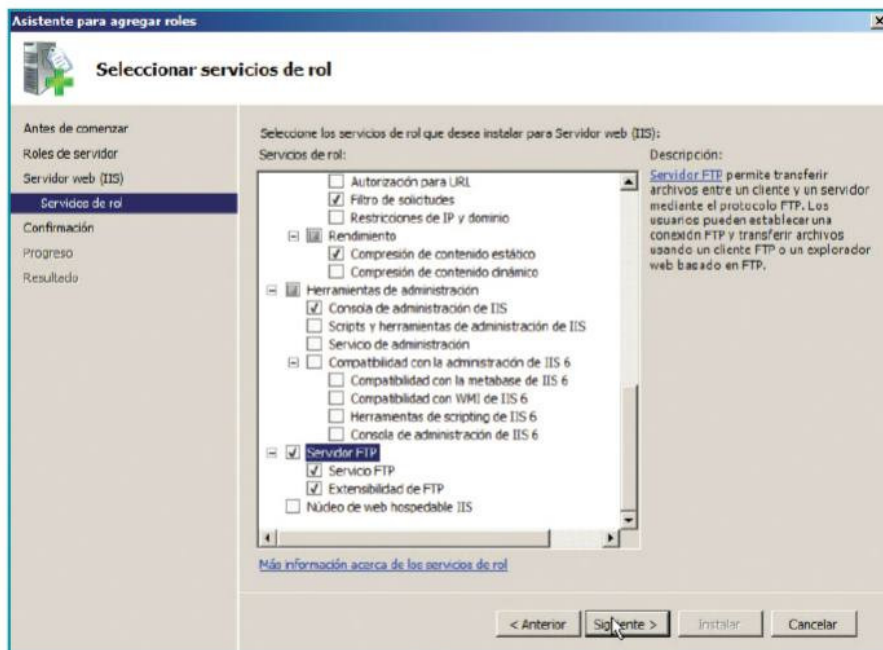 Asistente para agregar roles
Seleccionar servicios de rol
Antes de comenzar
Roles de servidor
Servidor web (IIS)
Servicios de rol
Confirmación
Progreso
Resultado
Seleccione los servicios de rol que desea instalar para Servidor web (IIS):
Servicios de rol:
Autorización para URL
Filtro de solicitudes
Restricciones de IP y dominio
Rendimiento
Compresión de contenido estático
Compresión de contenido dinámico
Herramientas de administración
Consola de administración de IIS
Scripts y herramientas de administración de IIS
Servicio de administración
Compatibilidad con la administración de IIS 6
Compatibilidad con la metabase de IIS 6
Compatibilidad con WMI de IIS 6
Herramientas de scripting de IIS 6
Consola de administración de IIS 6
Servidor FTP
Servicio FTP
Extensibilidad de FTP
Núcleo de web hospedable IIS
Descripción:
Servidor FTP permite transferir
archivos entre un cliente y un servidor
mediante el protocolo FTP. Los
usuarios pueden establecer una
conexión FTP y transferir archivos
usando un cliente FTP o un explorador
web basado en FTP.
Más información acerca de los servicios de rol
< Anterior
Siguiente >
Instalar
Cancelar